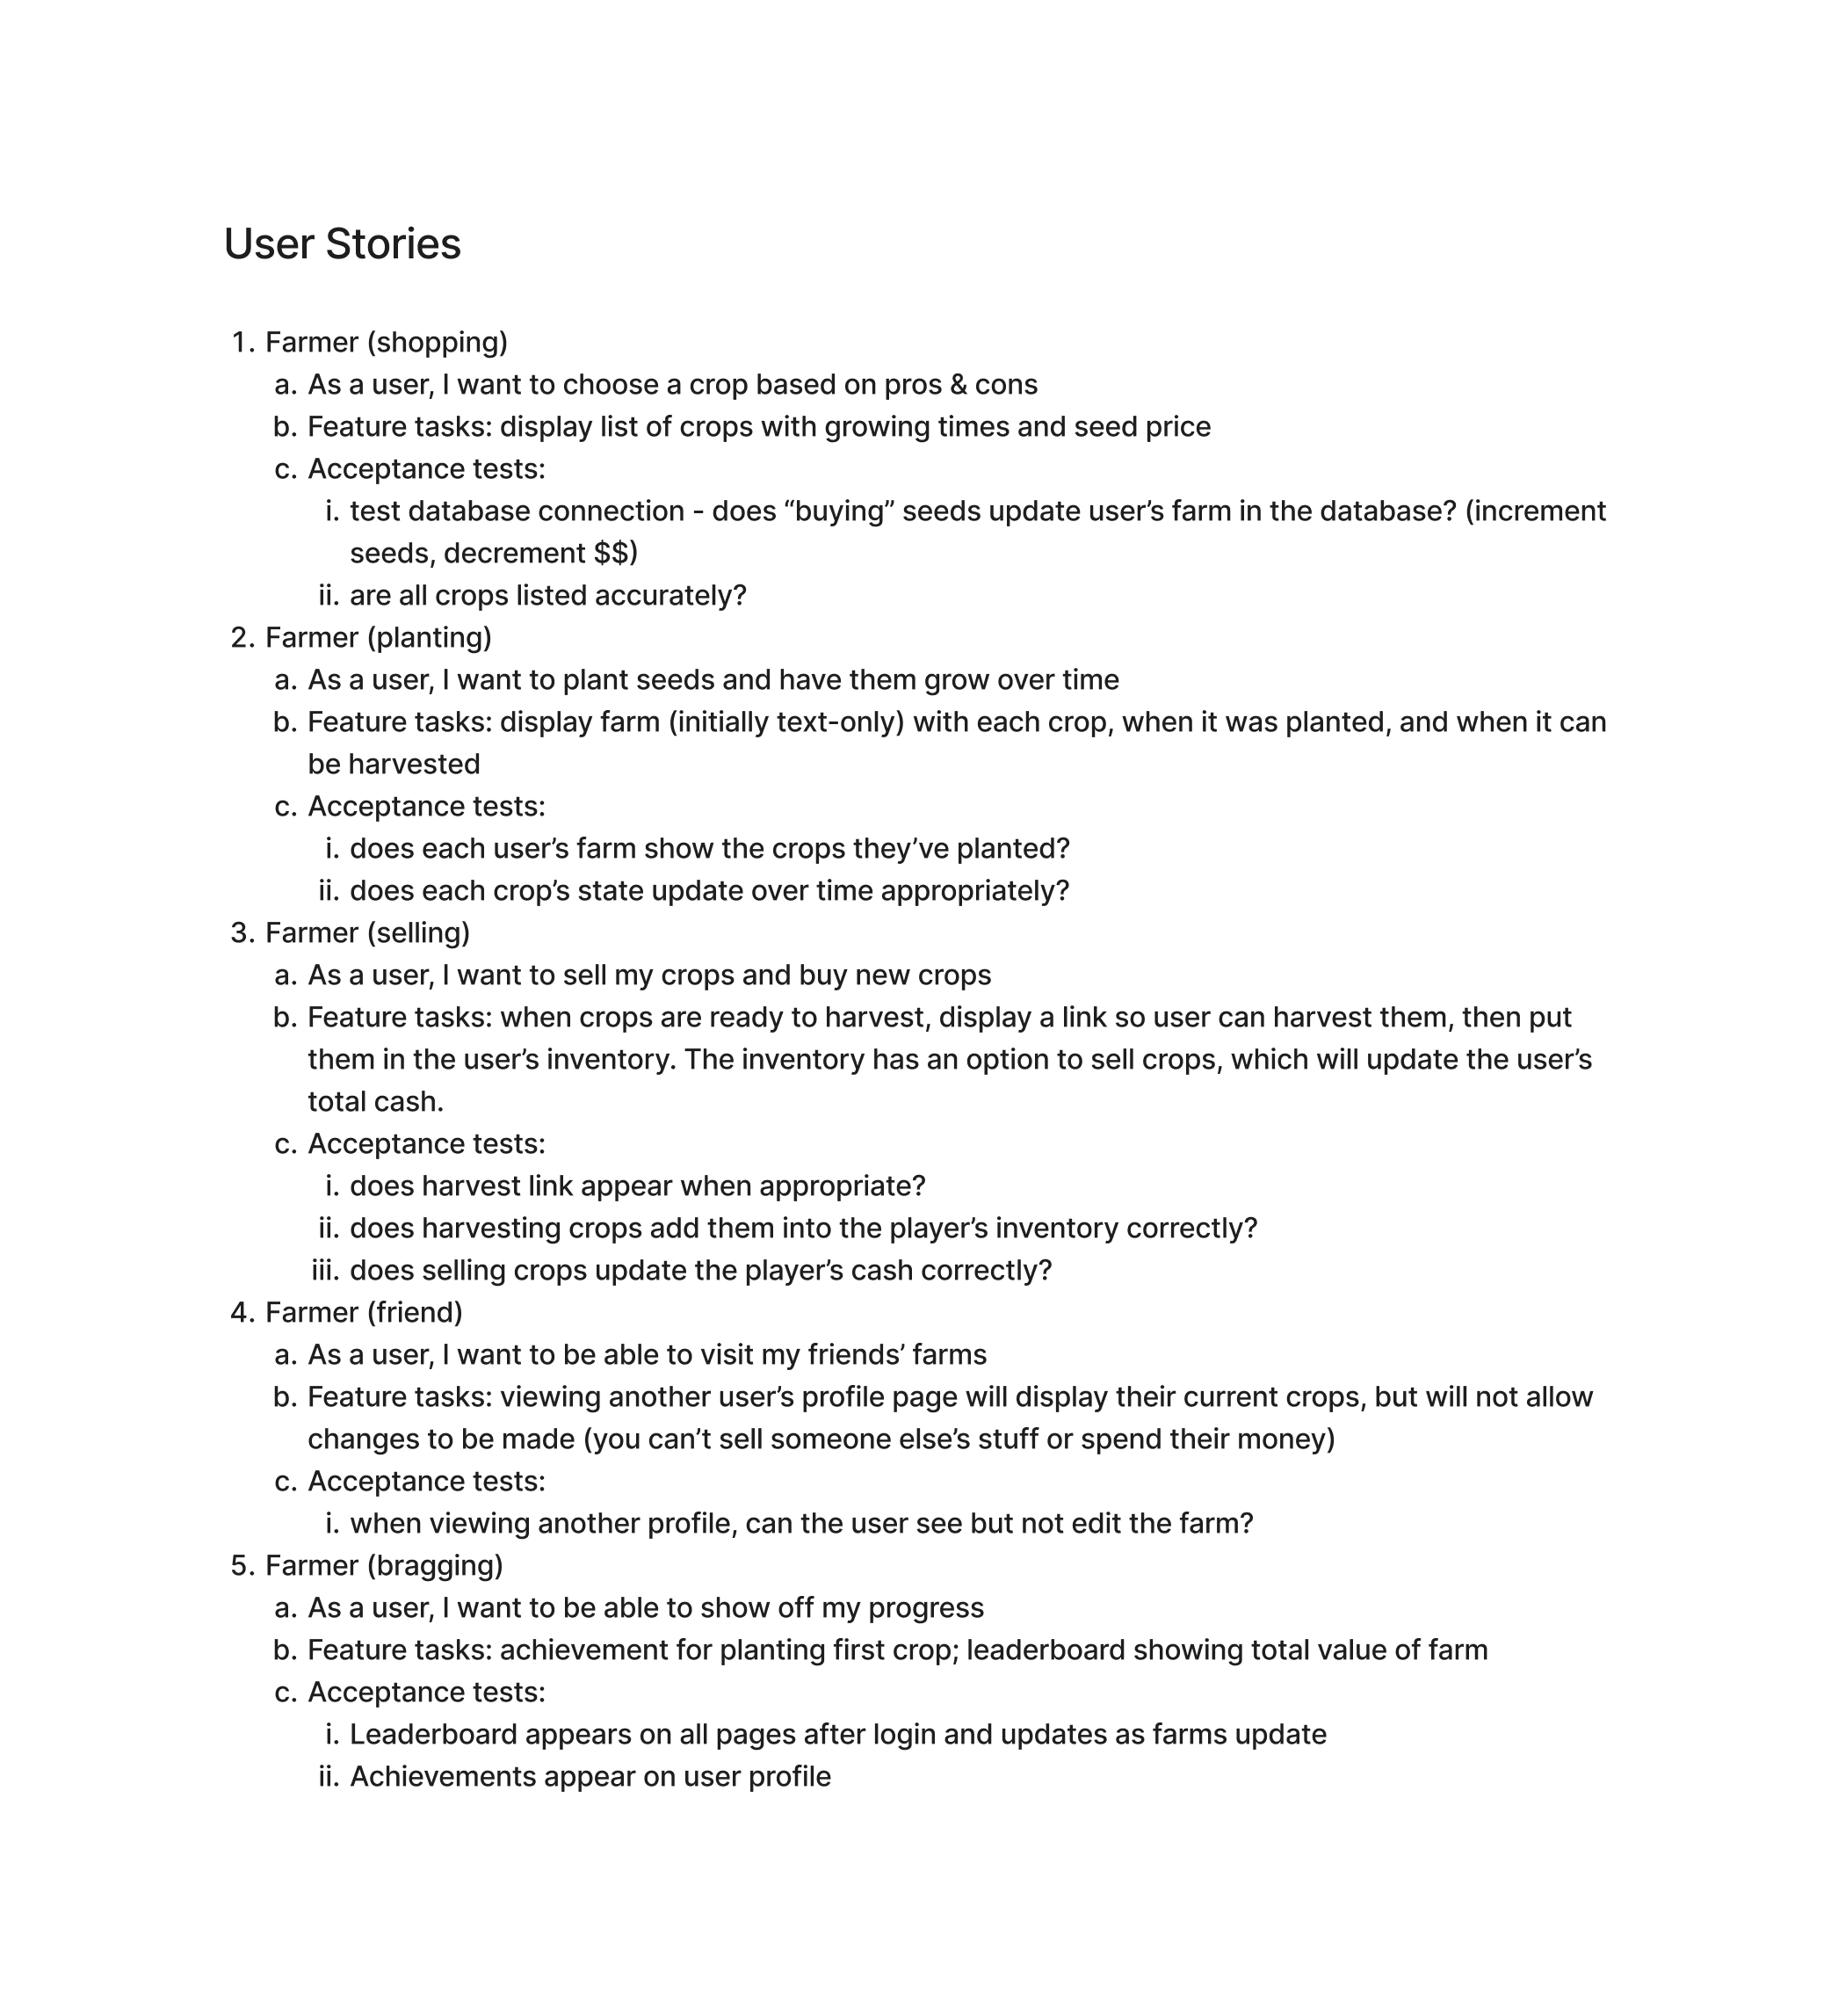 User Stories
1. Farmer (shopping)
a. As a user, I want to choose a crop based on pros & cons
b. Feature tasks: display list of crops with growing times and seed price
c. Acceptance tests:
i. test database connection - does “buying” seeds update user’s farm in the database? (increment
seeds, decrement $$)
ii. are all crops listed accurately?
2. Farmer (planting)
a. As a user, I want to plant seeds and have them grow over time
b. Feature tasks: display farm (initially text-only) with each crop, when it was planted, and when it can
be harvested
c. Acceptance tests:
i. does each user’s farm show the crops they’ve planted?
ii. does each crop’s state update over time appropriately?
3. Farmer (selling)
a. As a user, I want to sell my crops and buy new crops
b. Feature tasks: when crops are ready to harvest, display a link so user can harvest them, then put
them in the user’s inventory. The inventory has an option to sell crops, which will update the user’s
total cash.
c. Acceptance tests:
i. does harvest link appear when appropriate?
ii. does harvesting crops add them into the player’s inventory correctly?
iii. does selling crops update the player’s cash correctly?
4. Farmer (friend)
a. As a user, I want to be able to visit my friends’ farms
b. Feature tasks: viewing another user’s profile page will display their current crops, but will not allow
changes to be made (you can’t sell someone else’s stuff or spend their money)
c. Acceptance tests:
i. when viewing another profile, can the user see but not edit the farm?
5. Farmer (bragging)
a. As a user, I want to be able to show off my progress
b. Feature tasks: achievement for planting first crop; leaderboard showing total value of farm
c. Acceptance tests:
i. Leaderboard appears on all pages after login and updates as farms update
ii. Achievements appear on user profile